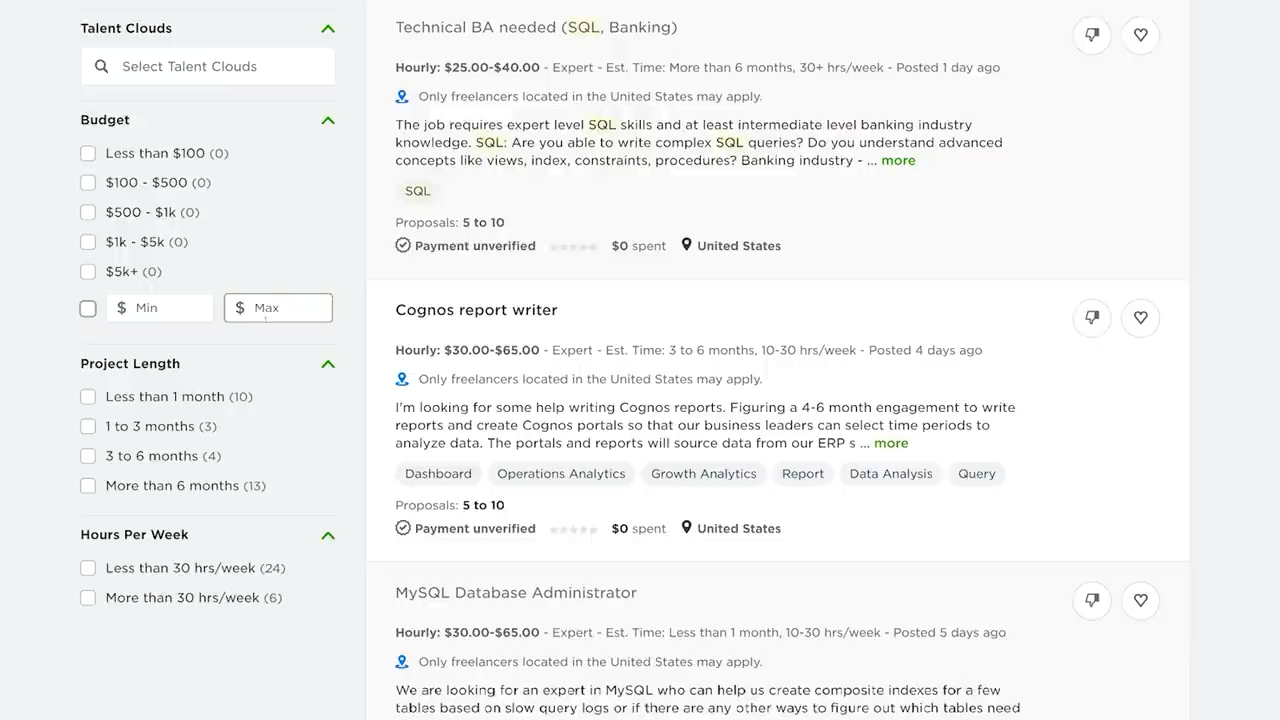 Talent Clouds
Select Talent Clouds
Budget
Less than $100 (0)
$100 - $500 (0)
$500 - $1k (0)
$1k - $5k (0)
$5k+ (0)
$ Min
$ Max
Project Length
Less than 1 month (10)
1 to 3 months (3)
3 to 6 months (4)
More than 6 months (13)
Hours Per Week
Less than 30 hrs/week (24)
More than 30 hrs/week (6)
Technical BA needed (SQL, Banking)
Hourly: $25.00-$40.00 - Expert - Est. Time: More than 6 months, 30+ hrs/week - Posted 1 day ago
Only freelancers located in the United States may apply.
The job requires expert level SQL skills and at least intermediate level banking industry
knowledge. SQL: Are you able to write complex SQL queries? Do you understand advanced
concepts like views, index, constraints, procedures? Banking industry - ... more
SQL
Proposals: 5 to 10
Payment unverified $0 spent United States
Cognos report writer
Hourly: $30.00-$65.00 - Expert - Est. Time: 3 to 6 months, 10-30 hrs/week - Posted 4 days ago
Only freelancers located in the United States may apply.
I'm looking for some help writing Cognos reports. Figuring a 4-6 month engagement to write
reports and create Cognos portals so that our business leaders can select time periods to
analyze data. The portals and reports will source data from our ERP s ... more
Dashboard Operations Analytics Growth Analytics Report Data Analysis Query
Proposals: 5 to 10
Payment unverified $0 spent United States
MySQL Database Administrator
Hourly: $30.00-$65.00 - Expert - Est. Time: Less than 1 month, 10-30 hrs/week - Posted 5 days ago
Only freelancers located in the United States may apply.
We are looking for an expert in MySQL who can help us create composite indexes for a few
tables based on slow query logs or if there are any other ways to figure out which tables need